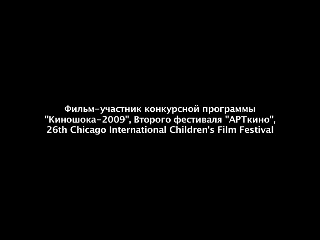 Фильм-участник конкурсной программы
"Киношока-2009", Второго фестиваля "АРТкино",
26th Chicago International Children's Film Festival